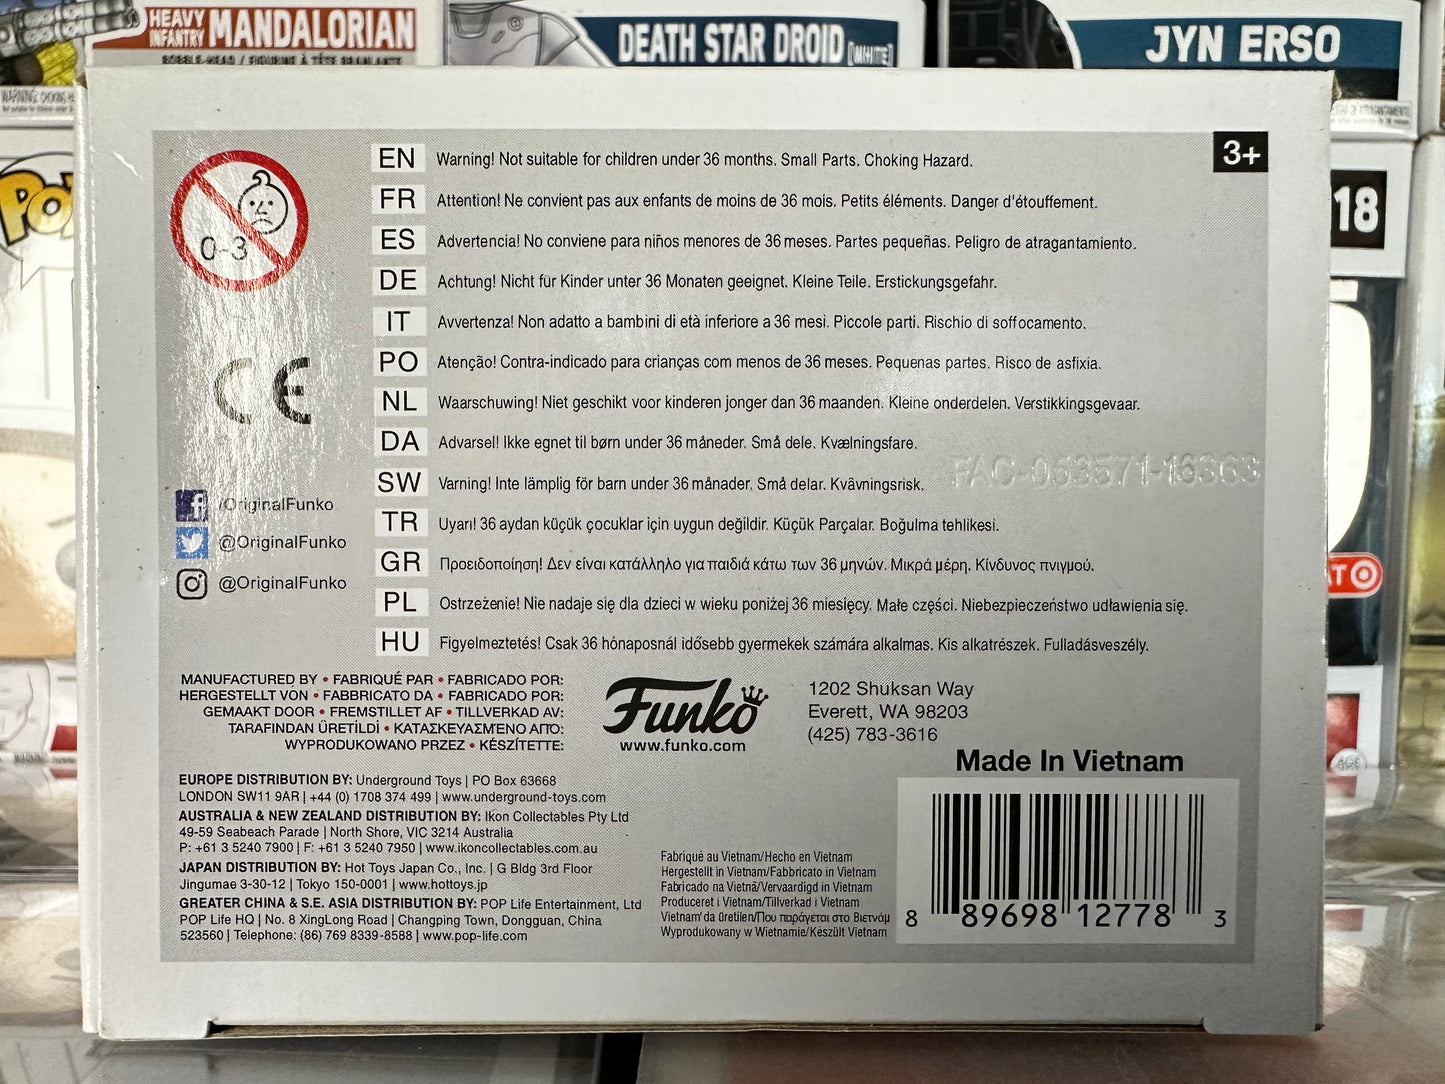 HEAVY
INFANTRY MANDALORIAN
BOBBLE-HEAD / FIGURINE À TÊTE BRANLANTE
DEATH STAR DROID
JYN ERSO
18
3+
0-3
EN Warning! Not suitable for children under 36 months. Small Parts. Choking Hazard.
FR Attention! Ne convient pas aux enfants de moins de 36 mois. Petits éléments. Danger d'étouffement.
ES Advertencia! No conviene para niños menores de 36 meses. Partes pequeñas. Peligro de atragantamiento.
DE Achtung! Nicht für Kinder unter 36 Monaten geeignet. Kleine Teile. Erstickungsgefahr.
IT Avvertenza! Non adatto a bambini di età inferiore a 36 mesi. Piccole parti. Rischio di soffocamento.
PO Atenção! Contra-indicado para crianças com menos de 36 meses. Pequenas partes. Risco de asfixia.
NL Waarschuwing! Niet geschikt voor kinderen jonger dan 36 maanden. Kleine onderdelen. Verstikkingsgevaar.
DA Advarsel! Ikke egnet til børn under 36 måneder. Små dele. Kvælningsfare.
SW Varning! Inte lämplig för barn under 36 månader. Små delar. Kvävningsrisk.
TR Uyarı! 36 aydan küçük çocuklar için uygun değildir. Küçük Parçalar. Boğulma tehlikesi.
GR Προειδοποίηση! Δεν είναι κατάλληλο για παιδιά κάτω των 36 μηνών. Μικρά μέρη. Κίνδυνος πνιγμού.
PL Ostrzeżenie! Nie nadaje się dla dzieci w wieku poniżej 36 miesięcy. Małe części. Niebezpieczeństwo udławienia się.
HU Figyelmeztetés! Csak 36 hónaposnál idősebb gyermekek számára alkalmas. Kis alkatrészek. Fulladásveszély.
CE
FAC-063571-16363
/OriginalFunko
@OriginalFunko
@OriginalFunko
MANUFACTURED BY • FABRIQUÉ PAR • FABRICADO POR:
HERGESTELLT VON • FABBRICATO DA • FABRICADO POR:
GEMAAKT DOOR • FREMSTILLET AF • TILLVERKAD AV:
TARAFINDAN ÜRETİLDİ • ΚΑΤΑΣΚΕΥΑΣΜΈΝΟ ΑΠΌ:
WYPRODUKOWANO PRZEZ • KÉSZÍTETTE:
Funko
www.funko.com
1202 Shuksan Way
Everett, WA 98203
(425) 783-3616
Made In Vietnam
EUROPE DISTRIBUTION BY: Underground Toys | PO Box 63668
LONDON SW11 9AR | +44 (0) 1708 374 499 | www.underground-toys.com
AUSTRALIA & NEW ZEALAND DISTRIBUTION BY: Ikon Collectables Pty Ltd
49-59 Seabeach Parade | North Shore, VIC 3214 Australia
P: +61 3 5240 7900 | F: +61 3 5240 7950 | www.ikoncollectables.com.au
JAPAN DISTRIBUTION BY: Hot Toys Japan Co., Inc. | G Bldg 3rd Floor
Jingumae 3-30-12 | Tokyo 150-0001 | www.hottoys.jp
GREATER CHINA & S.E. ASIA DISTRIBUTION BY: POP Life Entertainment, Ltd
POP Life HQ | No. 8 XingLong Road | Changping Town, Dongguan, China
523560 | Telephone: (86) 769 8339-8588 | www.pop-life.com
Fabriqué au Vietnam/Hecho en Vietnam
Hergestellt in Vietnam/Fabbricato in Vietnam
Fabricado na Vietnã/Vervaardigd in Vietnam
Produceret i Vietnam/Tillverkad i Vietnam
Vietnam'da üretilen/Που παράγεται στο Βιετνάμ
Wyprodukowany w Wietnamie/Készült Vietnam
8 89698 12778 3